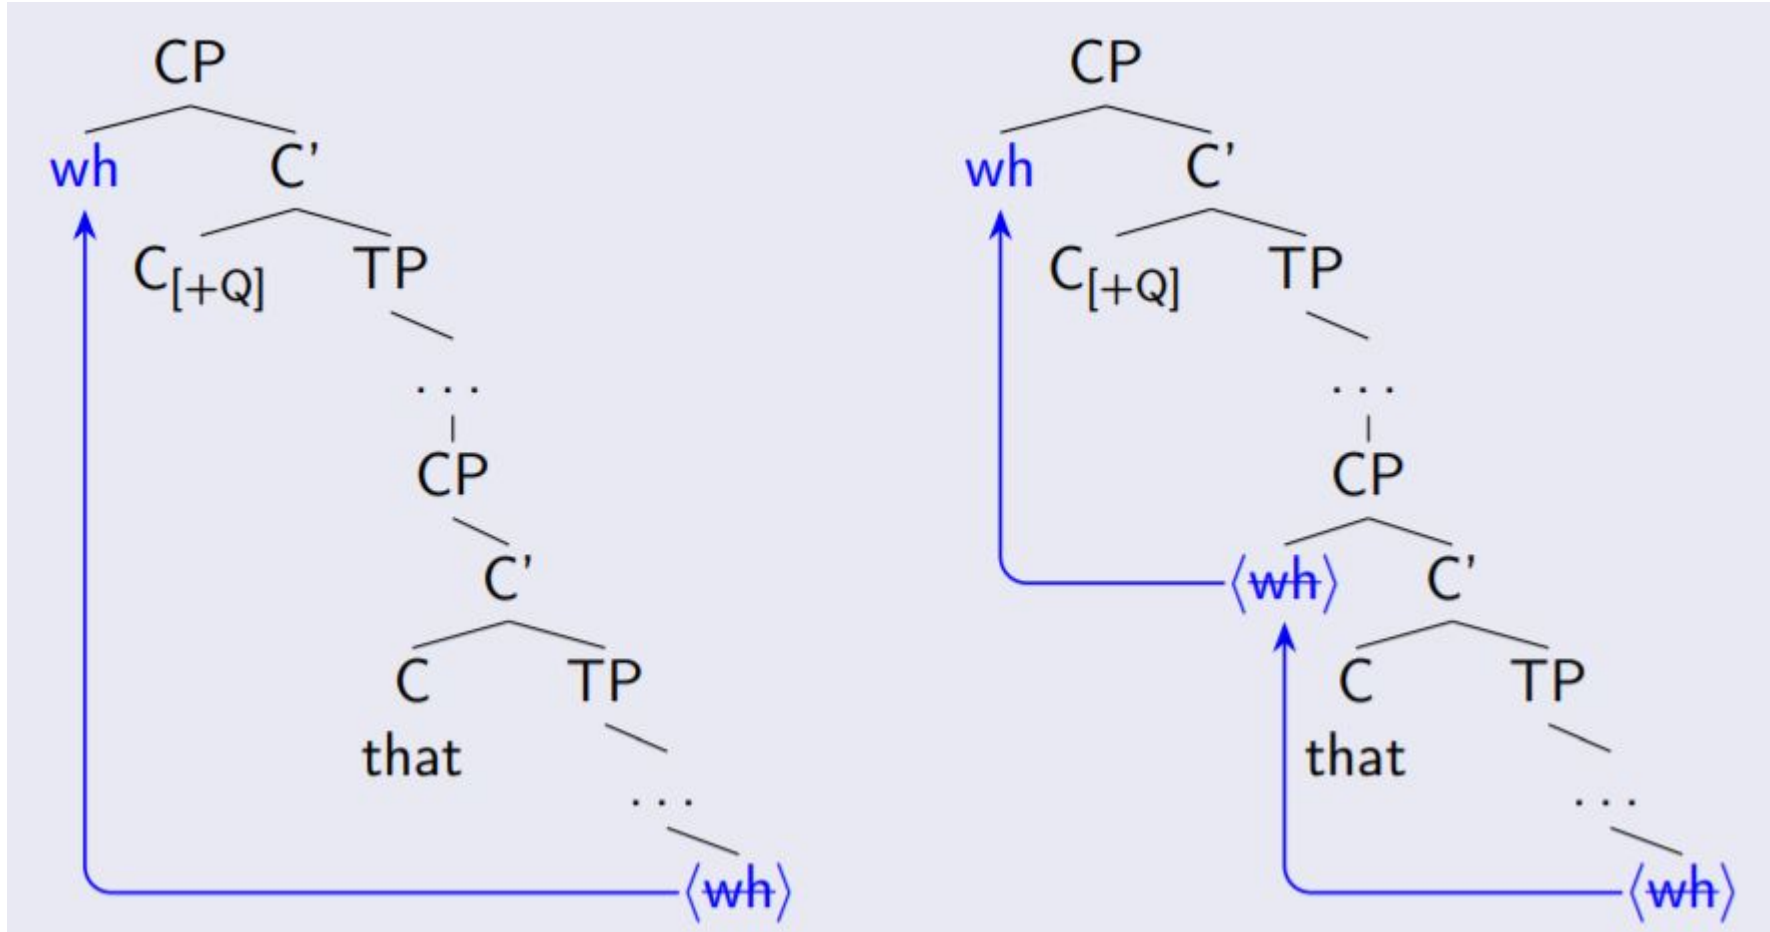 CP
wh C’
C[+Q] TP
. . .
CP
C’
C TP
that
. . .
⟨wh⟩
CP
wh C’
C[+Q] TP
. . .
CP
⟨wh⟩ C’
C TP
that
. . .
⟨wh⟩